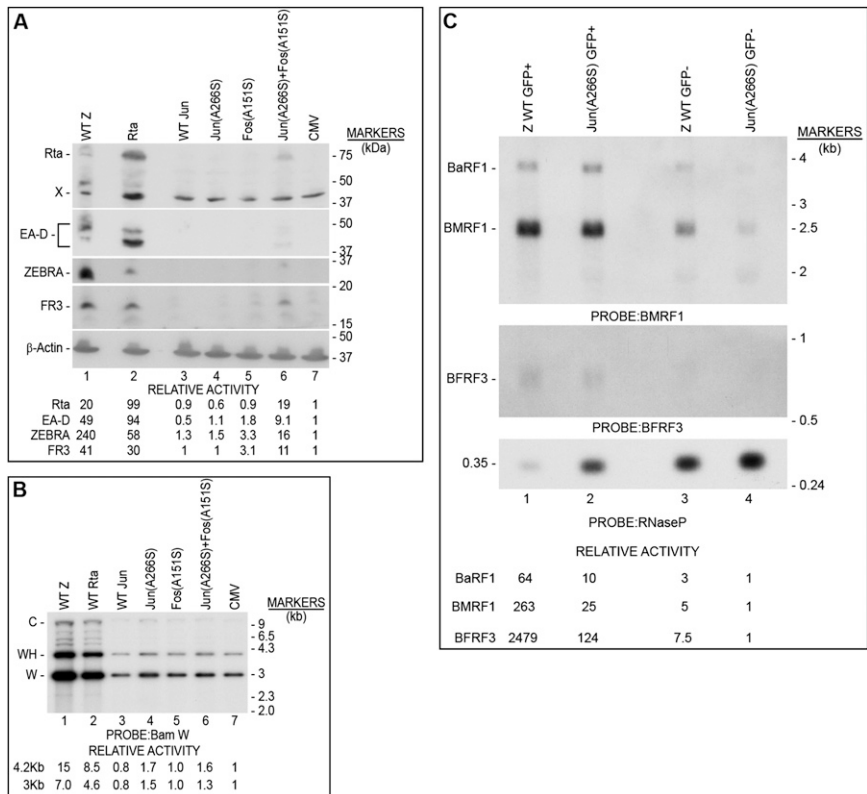 A
WT Z
Rta
WT Jun
Jun(A266S)
Fos(A151S)
Jun(A266S)+Fos(A151S)
CMV
MARKERS
(kDa)
Rta -
X -
EA-D
ZEBRA -
FR3 -
β-Actin -
- 75
- 50
- 37
- 50
- 37
- 37
- 20
- 15
- 50
- 37
1 2 3 4 5 6 7
RELATIVE ACTIVITY
Rta 20 99 0.9 0.6 0.9 19 1
EA-D 49 94 0.5 1.1 1.8 9.1 1
ZEBRA 240 58 1.3 1.5 3.3 16 1
FR3 41 30 1 1 3.1 11 1
B
WT Z
WT Rta
WT Jun
Jun(A266S)
Fos(A151S)
Jun(A266S)+Fos(A151S)
CMV
MARKERS
(kb)
C -
WH -
W -
- 9
- 6.5
- 4.3
- 3
- 2.3
- 2.0
1 2 3 4 5 6 7
PROBE:Bam W
RELATIVE ACTIVITY
4.2Kb 15 8.5 0.8 1.7 1.0 1.6 1
3Kb 7.0 4.6 0.8 1.5 1.0 1.3 1
C
Z WT GFP+
Jun(A266S) GFP+
Z WT GFP-
Jun(A266S) GFP-
MARKERS
(kb)
BaRF1-
BMRF1-
- 4
- 3
- 2.5
- 2
PROBE:BMRF1
BFRF3-
- 1
- 0.5
PROBE:BFRF3
0.35 -
- 0.24
1 2 3 4
PROBE:RNaseP
RELATIVE ACTIVITY
BaRF1 64 10 3 1
BMRF1 263 25 5 1
BFRF3 2479 124 7.5 1